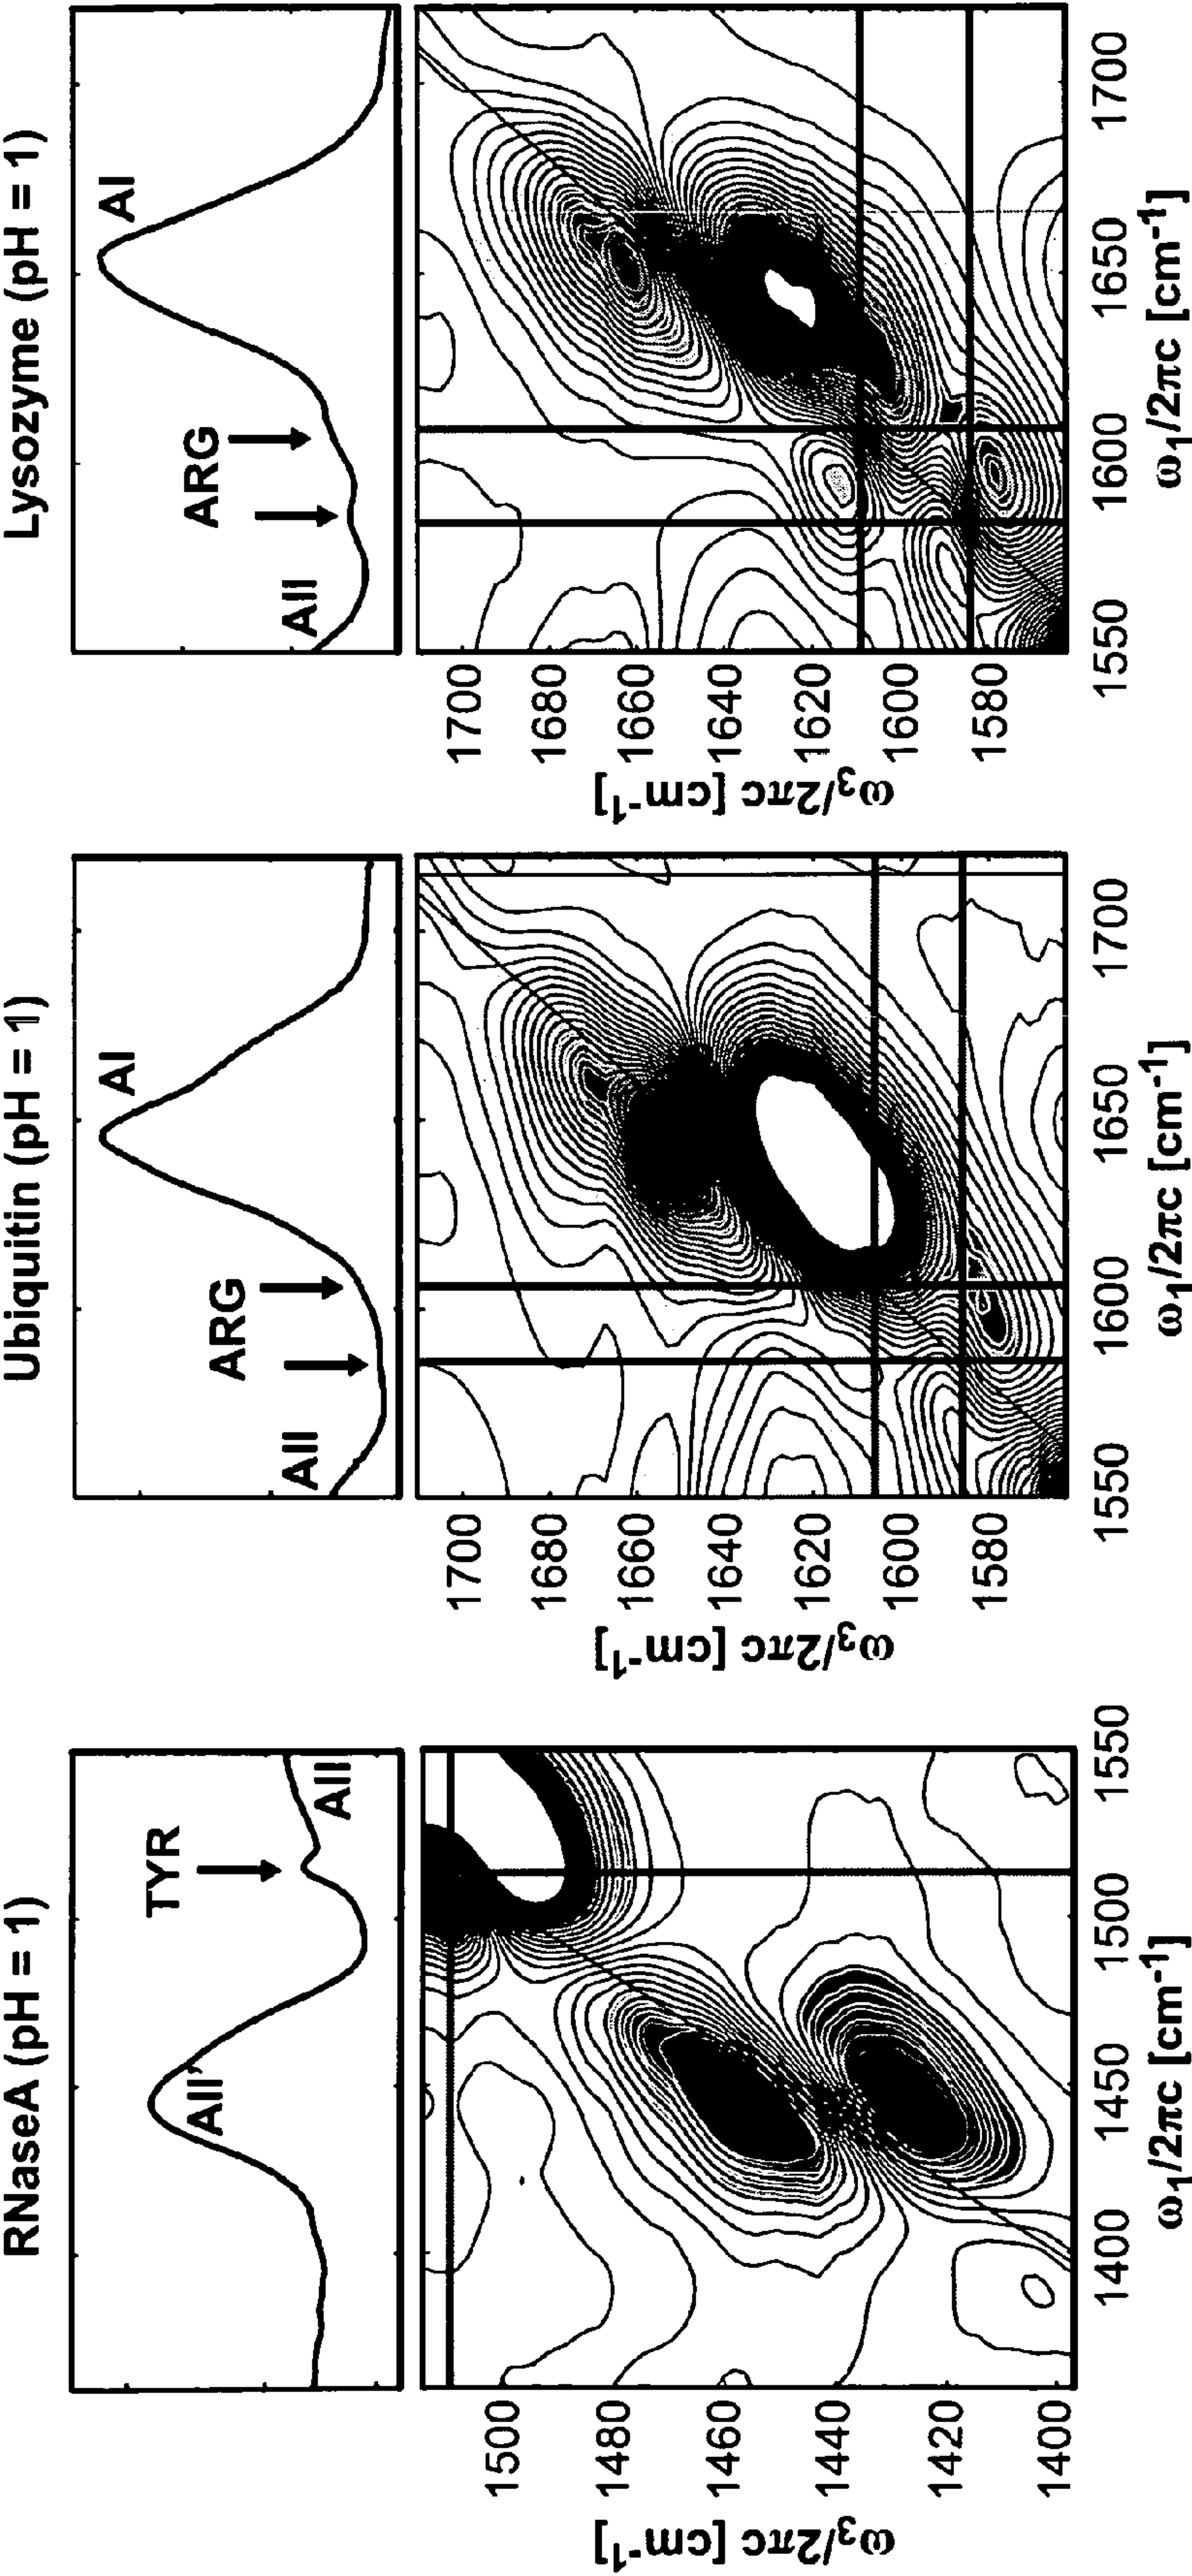 RNaseA (pH = 1)
TYR
AII'
AII
1500
1480
1460
1440
1420
1400
ω3/2πc [cm-1]
1400
1450
1500
1550
ω1/2πc [cm-1]
Ubiquitin (pH = 1)
AI
ARG
AII
1700
1680
1660
1640
1620
1600
1580
ω3/2πc [cm-1]
1550
1600
1650
1700
ω1/2πc [cm-1]
Lysozyme (pH = 1)
AI
ARG
AII
1700
1680
1660
1640
1620
1600
1580
ω3/2πc [cm-1]
1550
1600
1650
1700
ω1/2πc [cm-1]